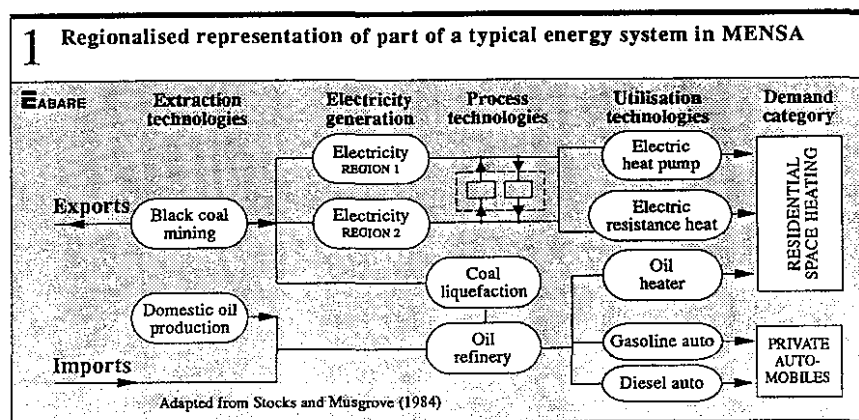 1 Regionalised representation of part of a typical energy system in MENSA
ABARE
Extraction technologies
Electricity generation
Process technologies
Utilisation technologies
Demand category
Electricity
REGION 1
Electric
heat pump
Exports
Black coal
mining
Electricity
REGION 2
Electric
resistance heat
RESIDENTIAL
SPACE HEATING
Coal
liquefaction
Oil
heater
Domestic oil
production
Oil
refinery
Gasoline auto
PRIVATE
AUTO-
MOBILES
Imports
Diesel auto
Adapted from Stocks and Musgrove (1984)